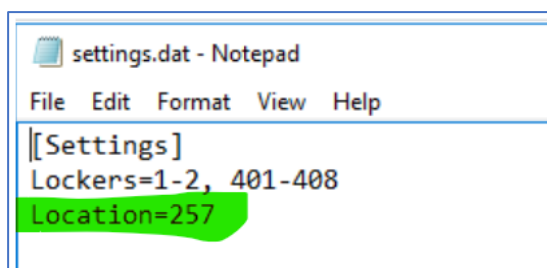 settings.dat - Notepad
File Edit Format View Help
[Settings]
Lockers=1-2, 401-408
Location=257